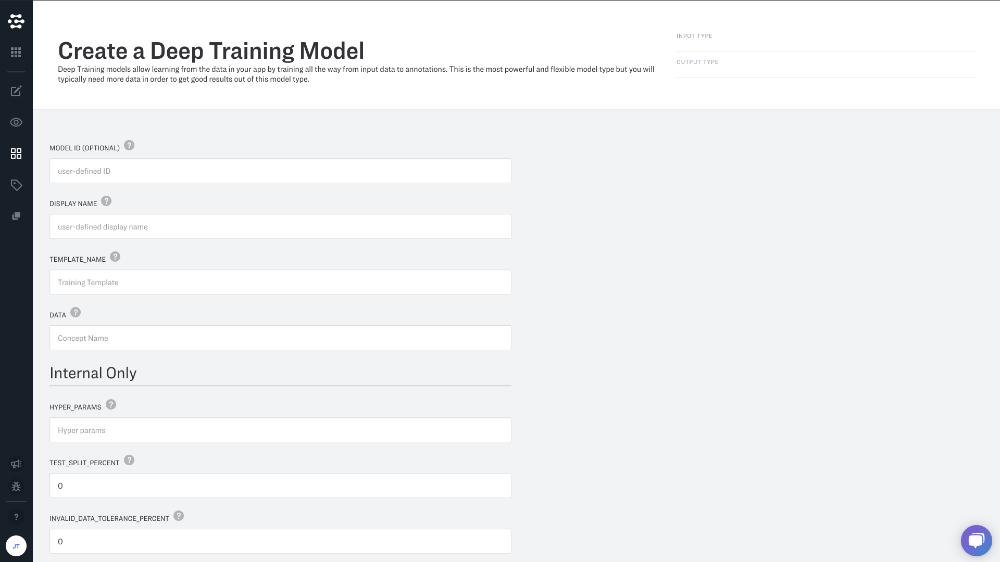 Create a Deep Training Model
Deep Training models allow learning from the data in your app by training all the way from input data to annotations. This is the most powerful and flexible model type but you will
typically need more data in order to get good results out of this model type.
INPUT TYPE
OUTPUT TYPE
MODEL ID (OPTIONAL) ?
user-defined ID
DISPLAY NAME ?
user-defined display name
TEMPLATE_NAME ?
Training Template
DATA ?
Concept Name
Internal Only
HYPER_PARAMS ?
Hyper params
TEST_SPLIT_PERCENT ?
0
INVALID_DATA_TOLERANCE_PERCENT ?
0
?
JT